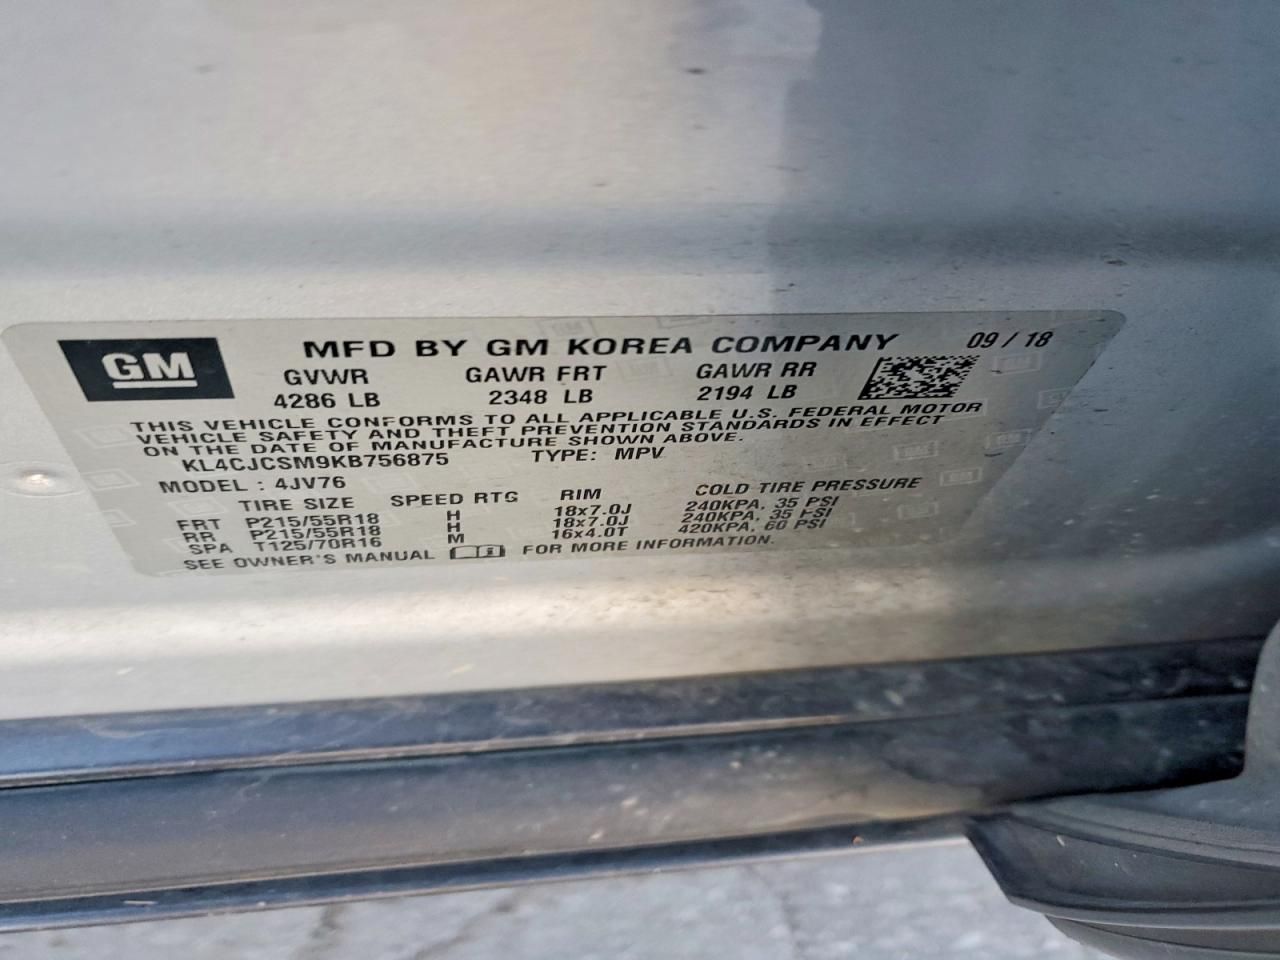 GM MFD BY GM KOREA COMPANY 09 / 18
GVWR GAWR FRT GAWR RR
4286 LB 2348 LB 2194 LB
THIS VEHICLE CONFORMS TO ALL APPLICABLE U.S. FEDERAL MOTOR
VEHICLE SAFETY AND THEFT PREVENTION STANDARDS IN EFFECT
ON THE DATE OF MANUFACTURE SHOWN ABOVE.
KL4CJCSM9KB756875 TYPE: MPV
MODEL : 4JV76
TIRE SIZE SPEED RTG RIM COLD TIRE PRESSURE
FRT P215/55R18 H 18x7.0J 240KPA, 35 PSI
RR P215/55R18 H 18x7.0J 240KPA, 35 PSI
SPA T125/70R16 M 16x4.0T 420KPA, 60 PSI
SEE OWNER'S MANUAL FOR MORE INFORMATION.